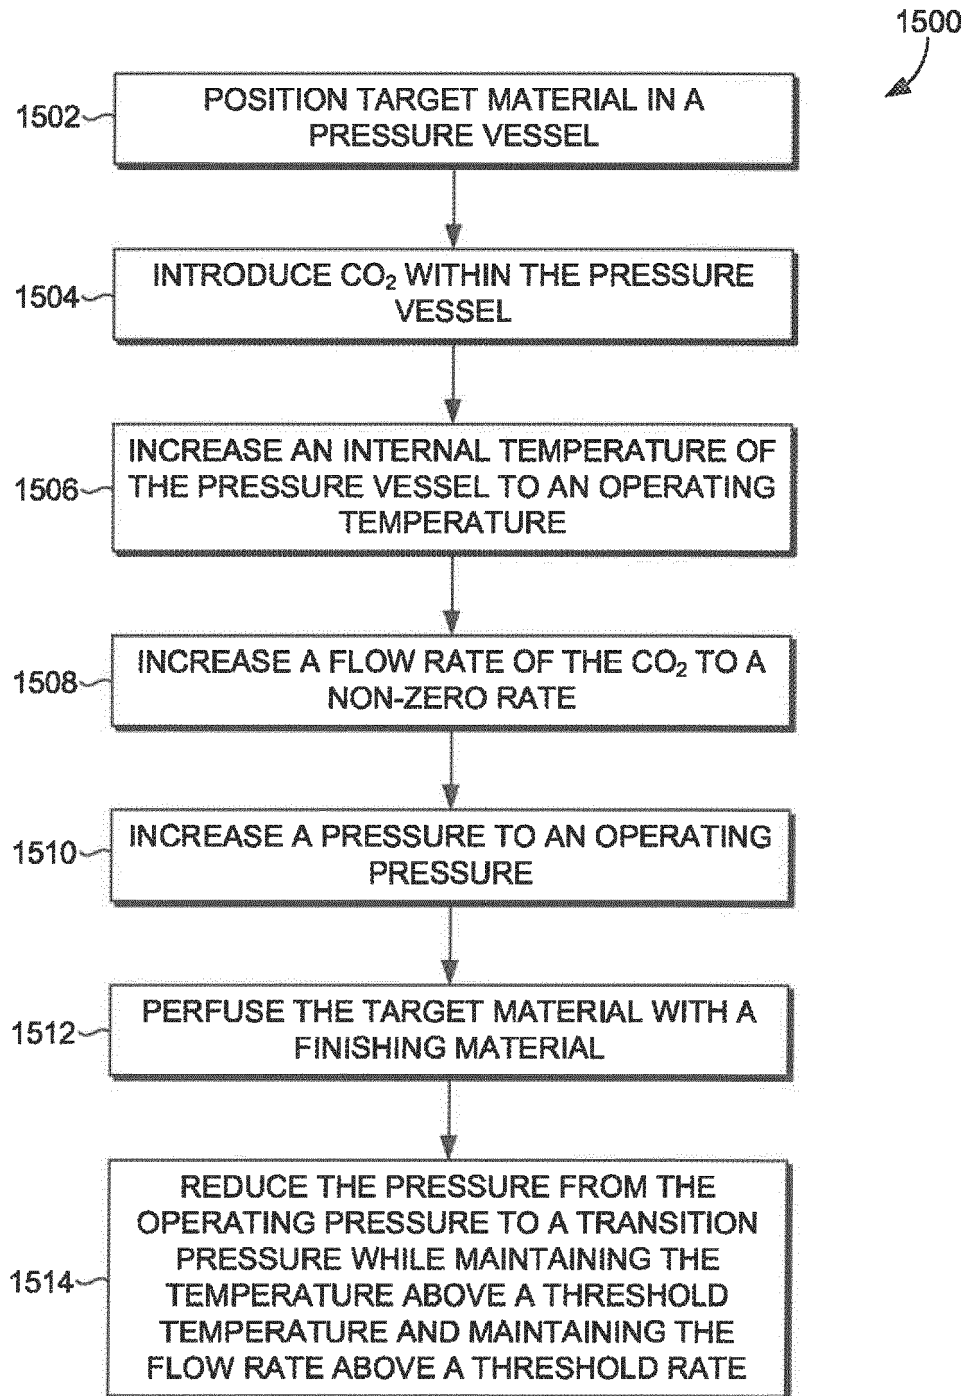 1500
1502
POSITION TARGET MATERIAL IN A
PRESSURE VESSEL
1504
INTRODUCE CO₂ WITHIN THE PRESSURE
VESSEL
1506
INCREASE AN INTERNAL TEMPERATURE OF
THE PRESSURE VESSEL TO AN OPERATING
TEMPERATURE
1508
INCREASE A FLOW RATE OF THE CO₂ TO A
NON-ZERO RATE
1510
INCREASE A PRESSURE TO AN OPERATING
PRESSURE
1512
PERFUSE THE TARGET MATERIAL WITH A
FINISHING MATERIAL
1514
REDUCE THE PRESSURE FROM THE
OPERATING PRESSURE TO A TRANSITION
PRESSURE WHILE MAINTAINING THE
TEMPERATURE ABOVE A THRESHOLD
TEMPERATURE AND MAINTAINING THE
FLOW RATE ABOVE A THRESHOLD RATE